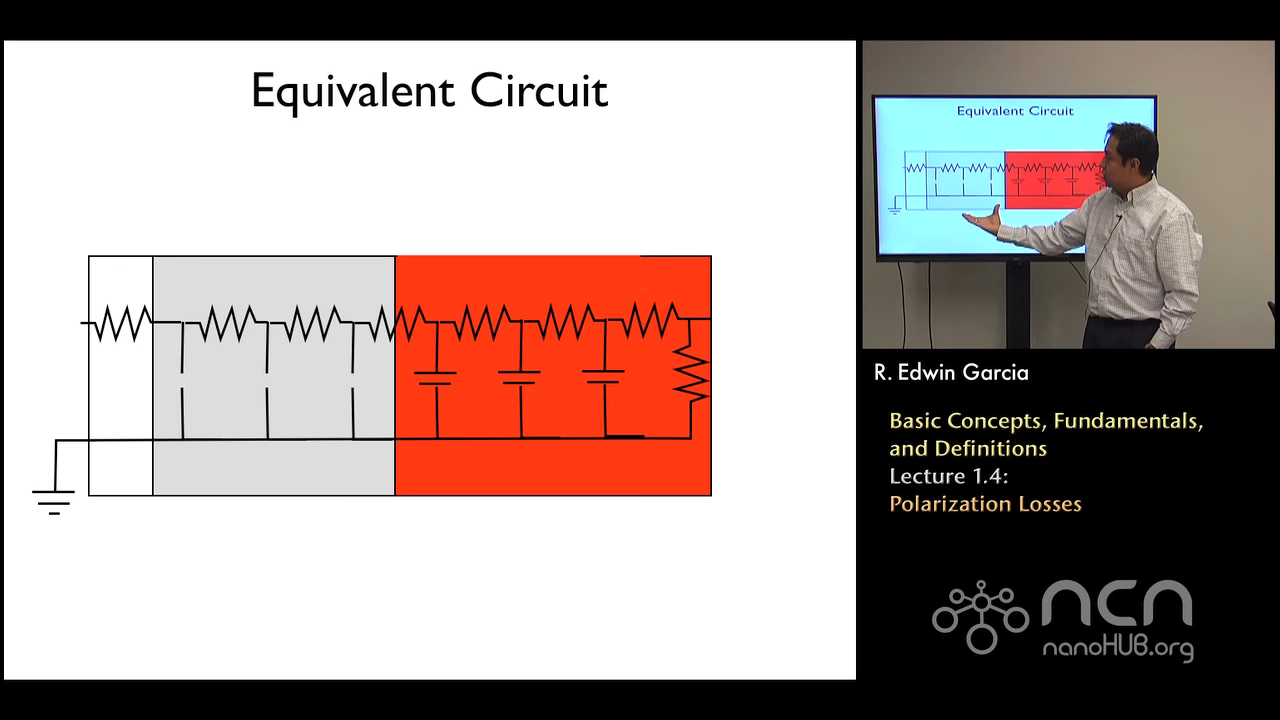 Equivalent Circuit
Equivalent Circuit
R. Edwin Garcia
Basic Concepts, Fundamentals,
and Definitions
Lecture 1.4:
Polarization Losses
ncn
nanoHUB.org